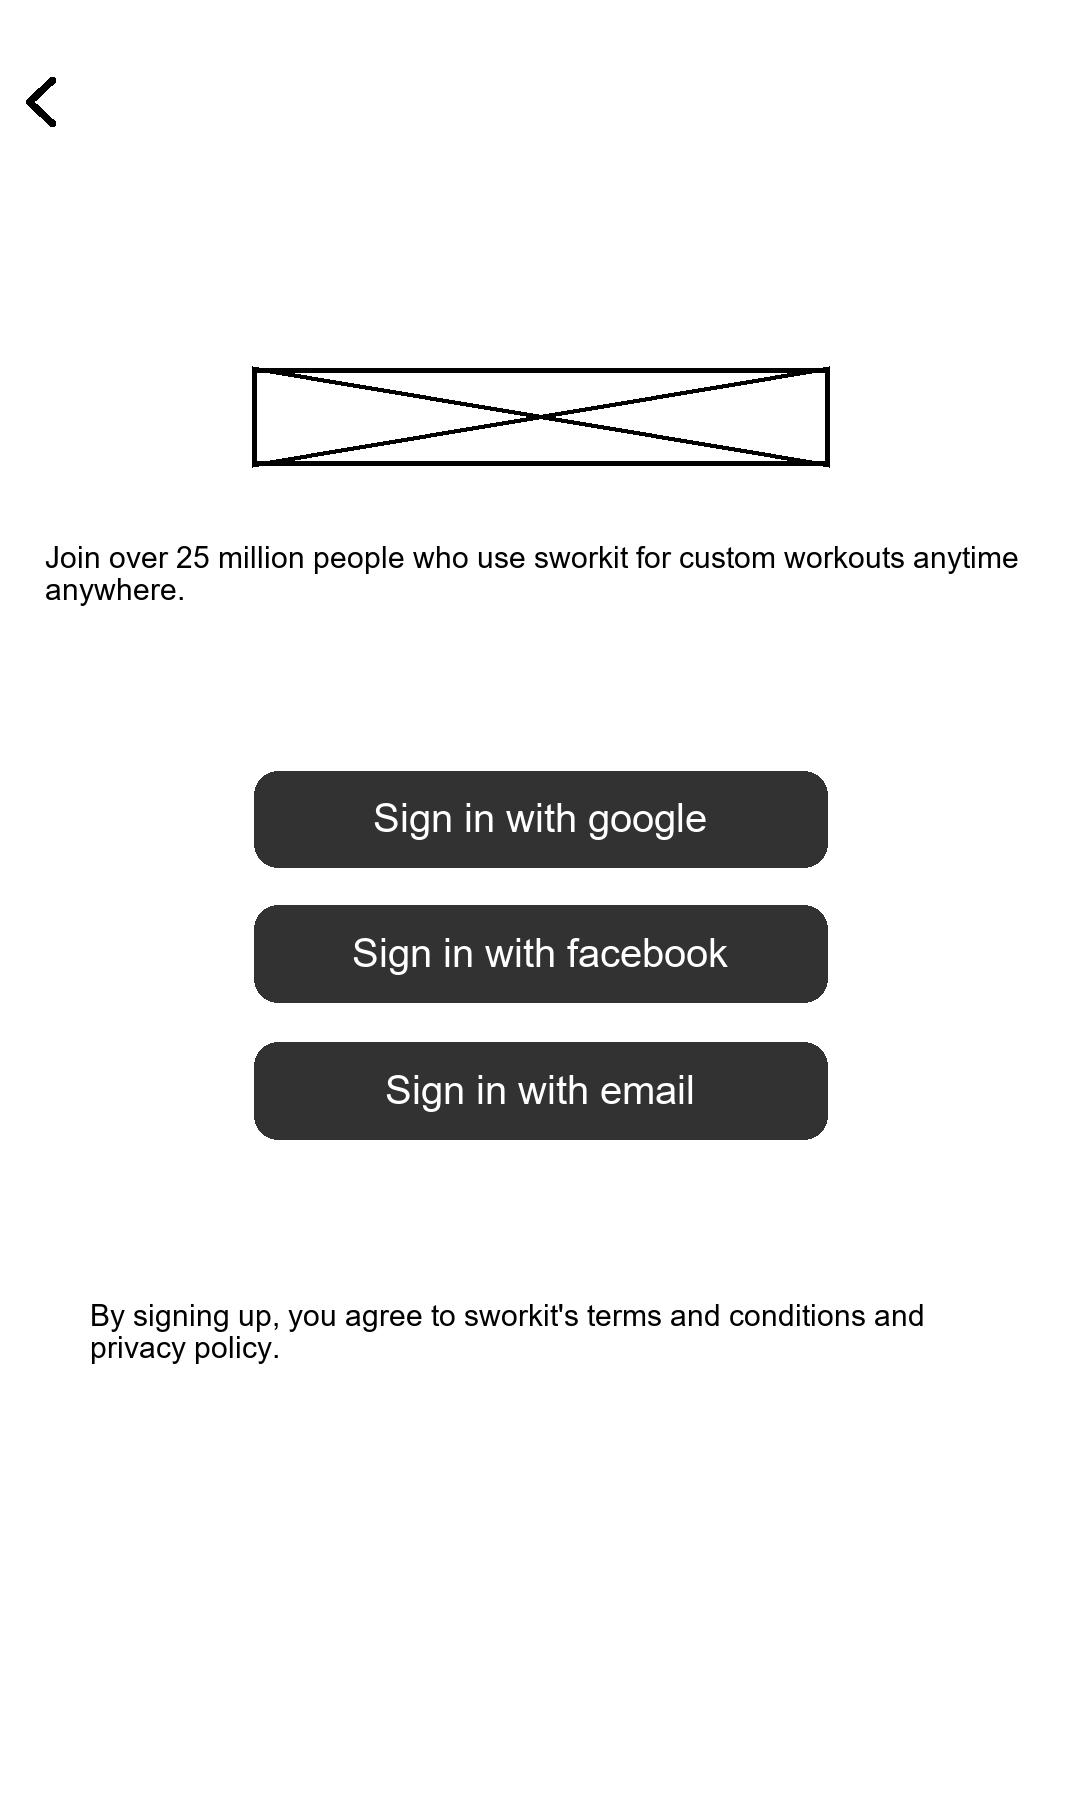 Join over 25 million people who use sworkit for custom workouts anytime
anywhere.
Sign in with google
Sign in with facebook
Sign in with email
By signing up, you agree to sworkit's terms and conditions and
privacy policy.